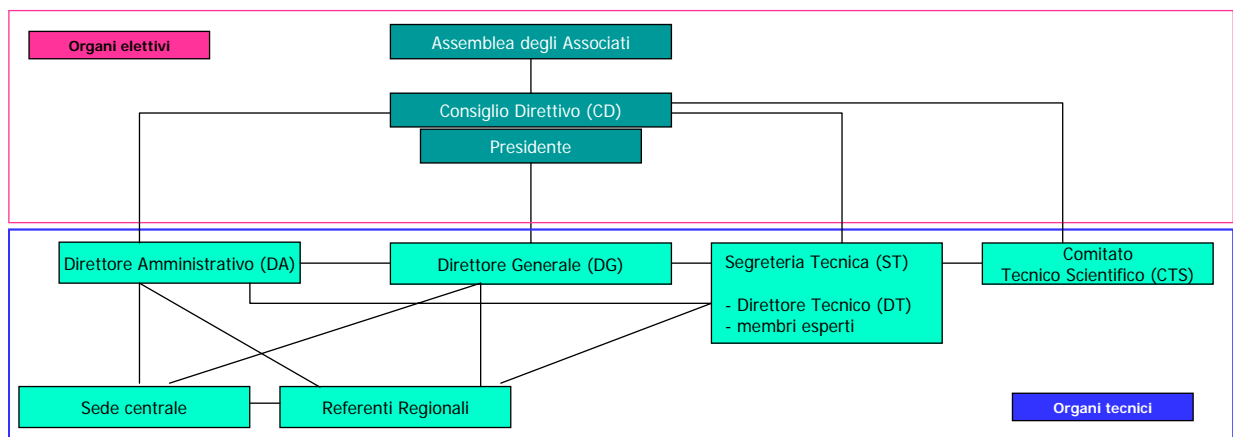 Organi elettivi
Assemblea degli Associati
Consiglio Direttivo (CD)
Presidente
Direttore Amministrativo (DA)
Direttore Generale (DG)
Segreteria Tecnica (ST)
- Direttore Tecnico (DT)
- membri esperti
Comitato
Tecnico Scientifico (CTS)
Sede centrale
Referenti Regionali
Organi tecnici